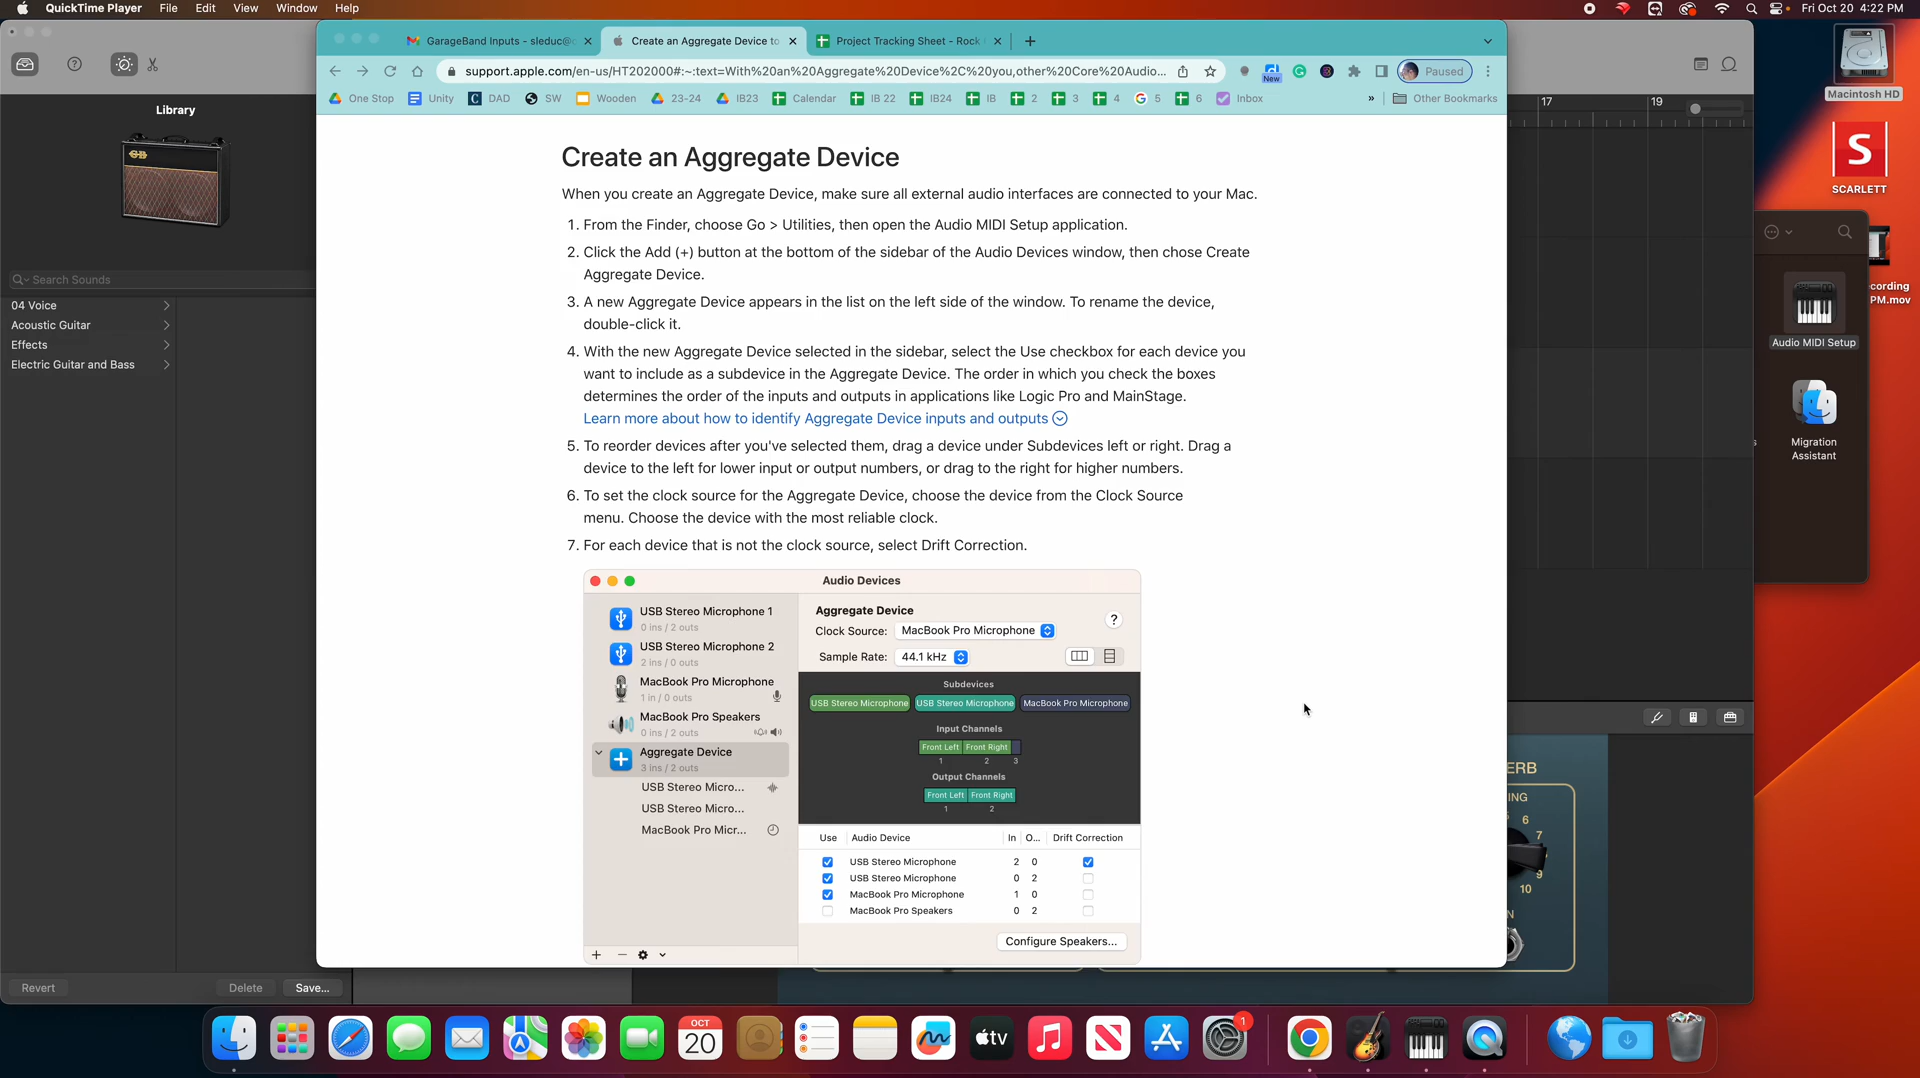 QuickTime Player File Edit View Window Help
Fri Oct 20 4:22 PM
GarageBand Inputs - sleduc@
Create an Aggregate Device to
Project Tracking Sheet - Rock
support.apple.com/en-us/HT202000#:~:text=With%20an%20Aggregate%20Device%2C%20you,other%20Core%20Audio...
New
Paused
One Stop Unity DAD SW Wooden 23-24 IB23 Calendar IB 22 IB24 IB 2 3 4 5 6 Inbox » Other Bookmarks
Library
Search Sounds
04 Voice
Acoustic Guitar
Effects
Electric Guitar and Bass
Revert Delete Save...
Create an Aggregate Device
When you create an Aggregate Device, make sure all external audio interfaces are connected to your Mac.
1. From the Finder, choose Go > Utilities, then open the Audio MIDI Setup application.
2. Click the Add (+) button at the bottom of the sidebar of the Audio Devices window, then chose Create
Aggregate Device.
3. A new Aggregate Device appears in the list on the left side of the window. To rename the device,
double-click it.
4. With the new Aggregate Device selected in the sidebar, select the Use checkbox for each device you
want to include as a subdevice in the Aggregate Device. The order in which you check the boxes
determines the order of the inputs and outputs in applications like Logic Pro and MainStage.
Learn more about how to identify Aggregate Device inputs and outputs
5. To reorder devices after you've selected them, drag a device under Subdevices left or right. Drag a
device to the left for lower input or output numbers, or drag to the right for higher numbers.
6. To set the clock source for the Aggregate Device, choose the device from the Clock Source
menu. Choose the device with the most reliable clock.
7. For each device that is not the clock source, select Drift Correction.
Audio Devices
USB Stereo Microphone 1
0 ins / 2 outs
USB Stereo Microphone 2
2 ins / 0 outs
MacBook Pro Microphone
1 in / 0 outs
MacBook Pro Speakers
0 ins / 2 outs
Aggregate Device
3 ins / 2 outs
USB Stereo Micro...
USB Stereo Micro...
MacBook Pro Micr...
Aggregate Device
?
Clock Source: MacBook Pro Microphone
Sample Rate: 44.1 kHz
Subdevices
USB Stereo Microphone USB Stereo Microphone MacBook Pro Microphone
Input Channels
Front Left Front Right
1 2 3
Output Channels
Front Left Front Right
1 2
Use Audio Device In O... Drift Correction
USB Stereo Microphone 2 0
USB Stereo Microphone 0 2
MacBook Pro Microphone 1 0
MacBook Pro Speakers 0 2
Configure Speakers...
17 19
Macintosh HD
S
SCARLETT
cording
PM.mov
Audio MIDI Setup
Migration
Assistant
ERB
ING
6
7
9
10
N
OCT
20
tv
1